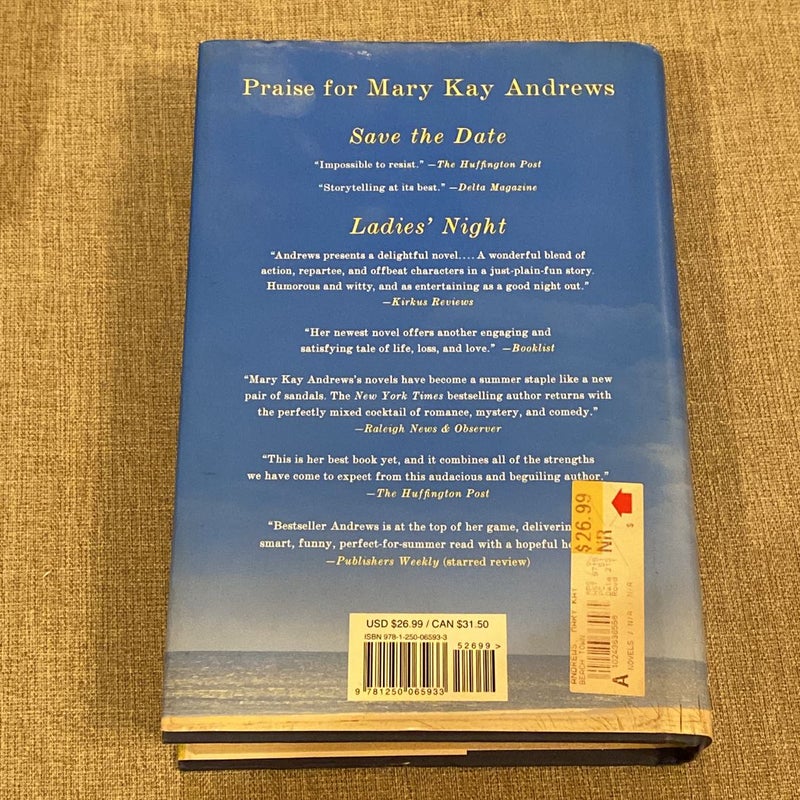 Praise for Mary Kay Andrews
Save the Date
“Impossible to resist.” —The Huffington Post
“Storytelling at its best.” —Delta Magazine
Ladies’ Night
“Andrews presents a delightful novel.... A wonderful blend of
action, repartee, and offbeat characters in a just-plain-fun story.
Humorous and witty, and as entertaining as a good night out.”
—Kirkus Reviews
“Her newest novel offers another engaging and
satisfying tale of life, loss, and love.” —Booklist
“Mary Kay Andrews’s novels have become a summer staple like a new
pair of sandals. The New York Times bestselling author returns with
the perfectly mixed cocktail of romance, mystery, and comedy.”
—Raleigh News & Observer
“This is her best book yet, and it combines all of the strengths
we have come to expect from this audacious and beguiling author.”
—The Huffington Post
“Bestseller Andrews is at the top of her game, delivering
smart, funny, perfect-for-summer read with a hopeful
—Publishers Weekly (starred review)
USD $26.99 / CAN $31.50
ISBN 978-1-250-06593-3
52699 >
9 781250 065933
$26.99
NR
$
ANDREWS, MARY KAY
BEACH TOWN
A
NOVELS / N/A N/A